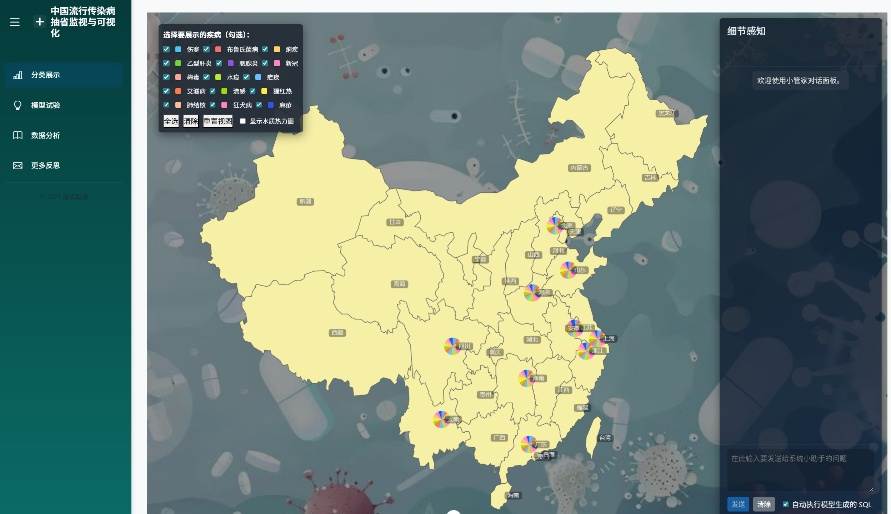 中国流行传染病
抽省监视与可视
化
分类展示
模型试验
数据分析
更多反思
选择要展示的疾病（勾选）：
伤寒 布鲁氏菌病 痢疾
乙型肝炎 新冠
梅毒 水痘 疟疾
艾滋病 流感 猩红热
肺结核 狂犬病 麻疹
全选 清除 重置视图 显示水质热力图
黑龙江
内蒙古
吉林
新疆
辽宁
甘肃
北京
天津
河北
山西
宁夏
山东
青海
陕西
河南
西藏
安徽
江苏
上海
湖北
四川
重庆
浙江
湖南
江西
贵州
福建
云南
广西
广东
台湾
海南
细节感知
欢迎使用小管家对话面板。
在此输入要发送给系统小助手的问题
发送 清除 自动执行模型生成的 SQL